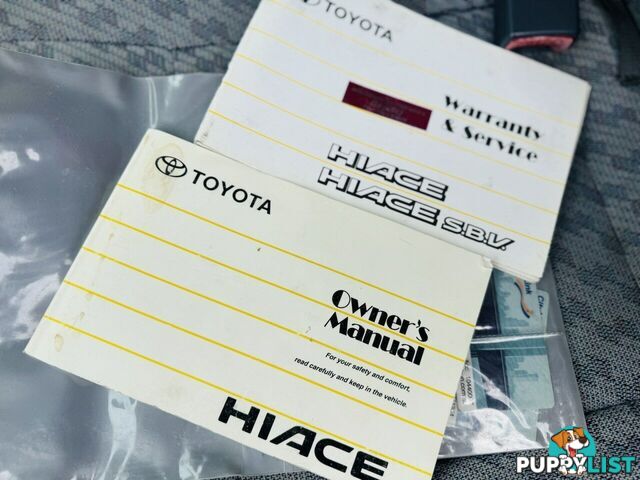 TOYOTA
Warranty
& Service
HIACE
HIACE S.B.V.
TOYOTA
Owner's
Manual
For your safety and comfort,
read carefully and keep in the vehicle.
HIACE
PUPPYLIST